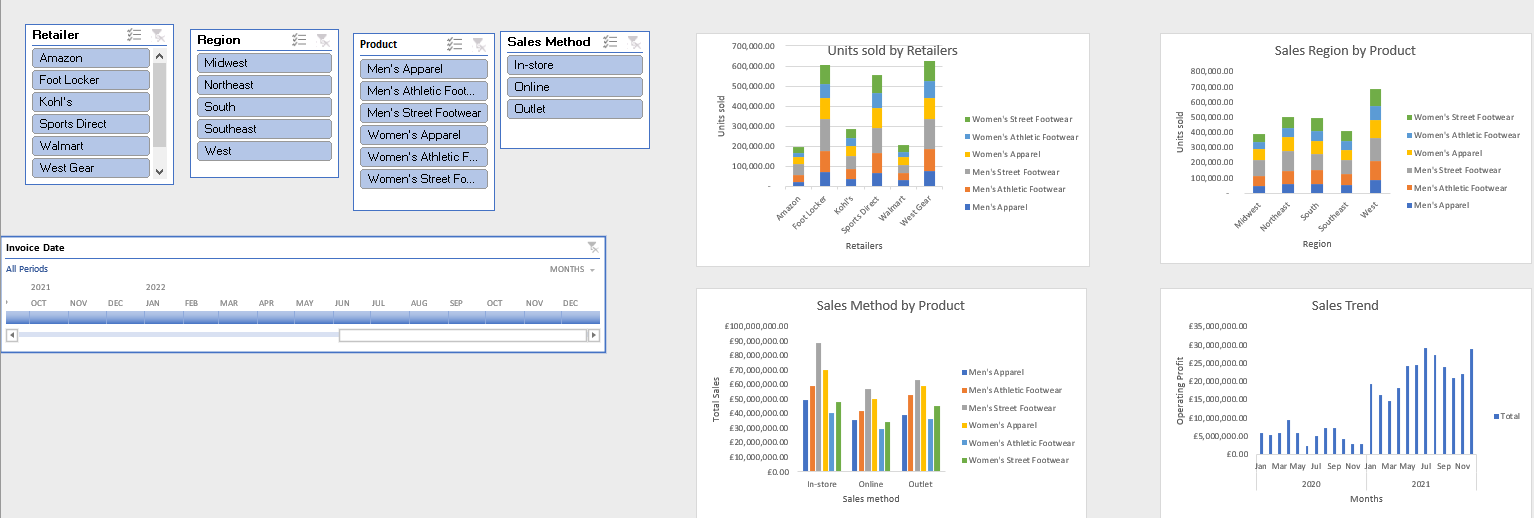 Retailer
Amazon
Foot Locker
Kohl's
Sports Direct
Walmart
West Gear
Region
Midwest
Northeast
South
Southeast
West
Product
Men's Apparel
Men's Athletic Foot...
Men's Street Footwear
Women's Apparel
Women's Athletic F...
Women's Street Fo...
Sales Method
In-store
Online
Outlet
Invoice Date
All Periods
MONTHS
2021 2022
OCT NOV DEC JAN FEB MAR APR MAY JUN JUL AUG SEP OCT NOV DEC
Units sold by Retailers
700,000.00
600,000.00
500,000.00
400,000.00
300,000.00
200,000.00
100,000.00
-
Units sold
Amazon
Foot Locker
Kohl's
Sports Direct
Walmart
West Gear
Retailers
Women's Street Footwear
Women's Athletic Footwear
Women's Apparel
Men's Street Footwear
Men's Athletic Footwear
Men's Apparel
Sales Region by Product
800,000.00
700,000.00
600,000.00
500,000.00
400,000.00
300,000.00
200,000.00
100,000.00
-
Units sold
Midwest
Northeast
South
Southeast
West
Region
Women's Street Footwear
Women's Athletic Footwear
Women's Apparel
Men's Street Footwear
Men's Athletic Footwear
Men's Apparel
Sales Method by Product
£100,000,000.00
£90,000,000.00
£80,000,000.00
£70,000,000.00
£60,000,000.00
£50,000,000.00
£40,000,000.00
£30,000,000.00
£20,000,000.00
£10,000,000.00
£0.00
Total Sales
In-store Online Outlet
Sales method
Men's Apparel
Men's Athletic Footwear
Men's Street Footwear
Women's Apparel
Women's Athletic Footwear
Women's Street Footwear
Sales Trend
£35,000,000.00
£30,000,000.00
£25,000,000.00
£20,000,000.00
£15,000,000.00
£10,000,000.00
£5,000,000.00
£0.00
Operating Profit
Jan Mar May Jul Sep Nov Jan Mar May Jul Sep Nov
2020 2021
Months
Total